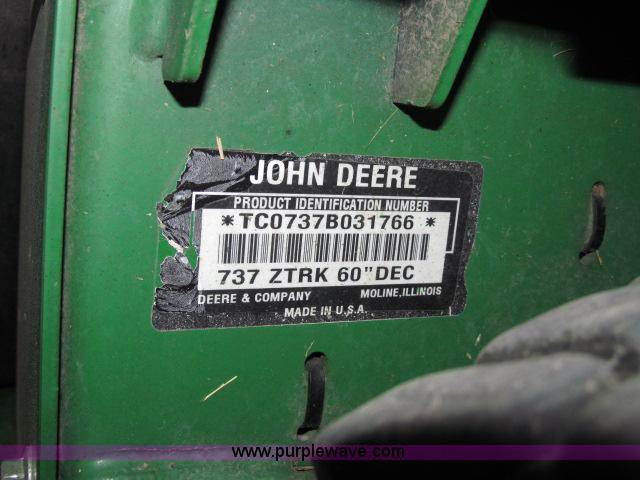 JOHN DEERE
PRODUCT IDENTIFICATION NUMBER
*TC0737B031766*
737 ZTRK 60"DEC
DEERE & COMPANY MOLINE,ILLINOIS
MADE IN U.S.A.
www.purplewave.com